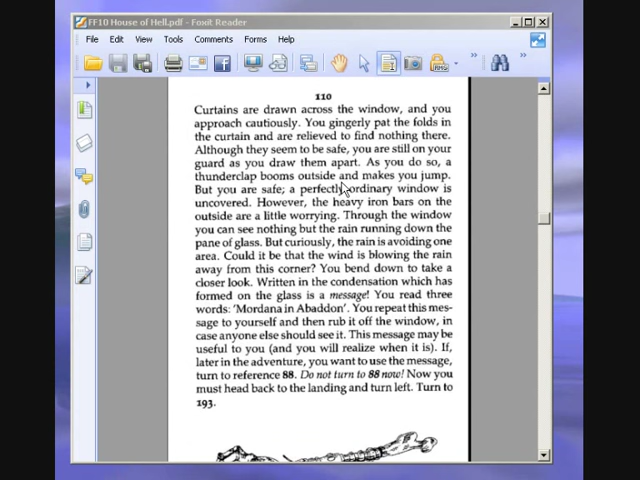 FF10 House of Hell.pdf - Foxit Reader
File Edit View Tools Comments Forms Help
110
Curtains are drawn across the window, and you
approach cautiously. You gingerly pat the folds in
the curtain and are relieved to find nothing there.
Although they seem to be safe, you are still on your
guard as you draw them apart. As you do so, a
thunderclap booms outside and makes you jump.
But you are safe; a perfectly ordinary window is
uncovered. However, the heavy iron bars on the
outside are a little worrying. Through the window
you can see nothing but the rain running down the
pane of glass. But curiously, the rain is avoiding one
area. Could it be that the wind is blowing the rain
away from this corner? You bend down to take a
closer look. Written in the condensation which has
formed on the glass is a message! You read three
words: 'Mordana in Abaddon'. You repeat this mes-
sage to yourself and then rub it off the window, in
case anyone else should see it. This message may be
useful to you (and you will realize when it is). If,
later in the adventure, you want to use the message,
turn to reference 88. Do not turn to 88 now! Now you
must head back to the landing and turn left. Turn to
193.